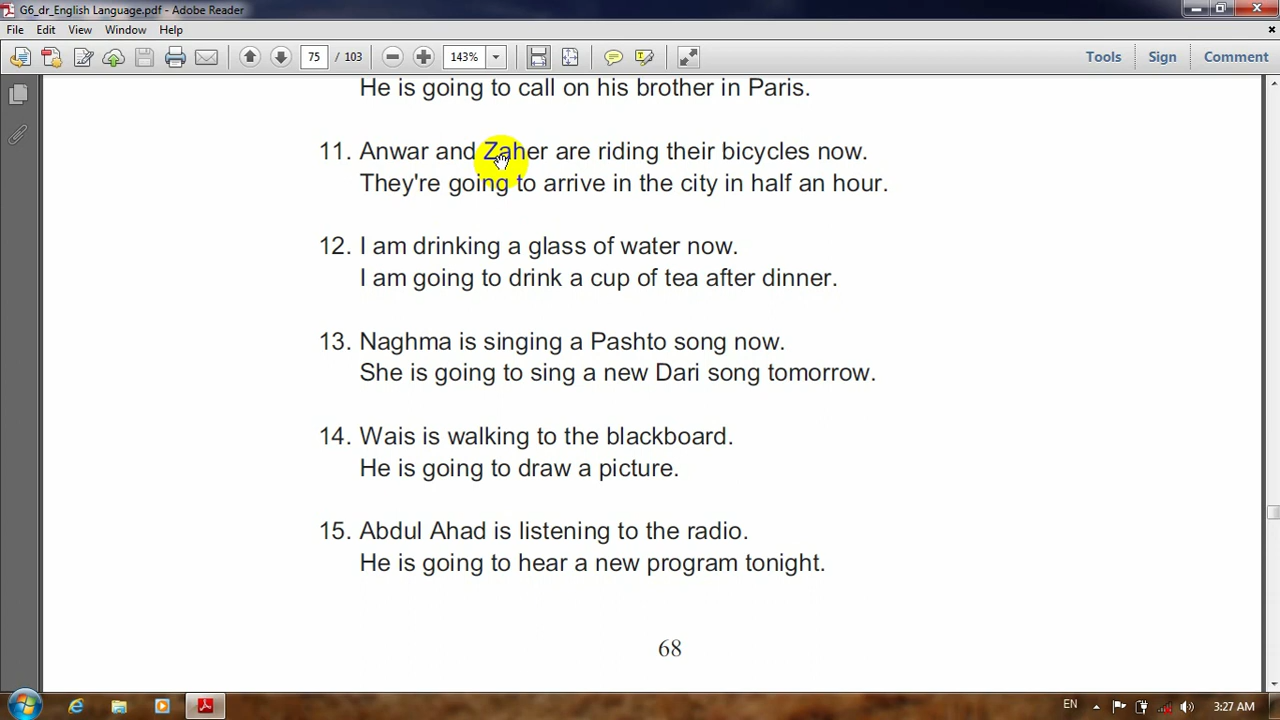 G6_dr_English Language.pdf - Adobe Reader
File Edit View Window Help
75 / 103 143% Tools Sign Comment
He is going to call on his brother in Paris.
11. Anwar and Zaher are riding their bicycles now.
They're going to arrive in the city in half an hour.
12. I am drinking a glass of water now.
I am going to drink a cup of tea after dinner.
13. Naghma is singing a Pashto song now.
She is going to sing a new Dari song tomorrow.
14. Wais is walking to the blackboard.
He is going to draw a picture.
15. Abdul Ahad is listening to the radio.
He is going to hear a new program tonight.
68
EN 3:27 AM